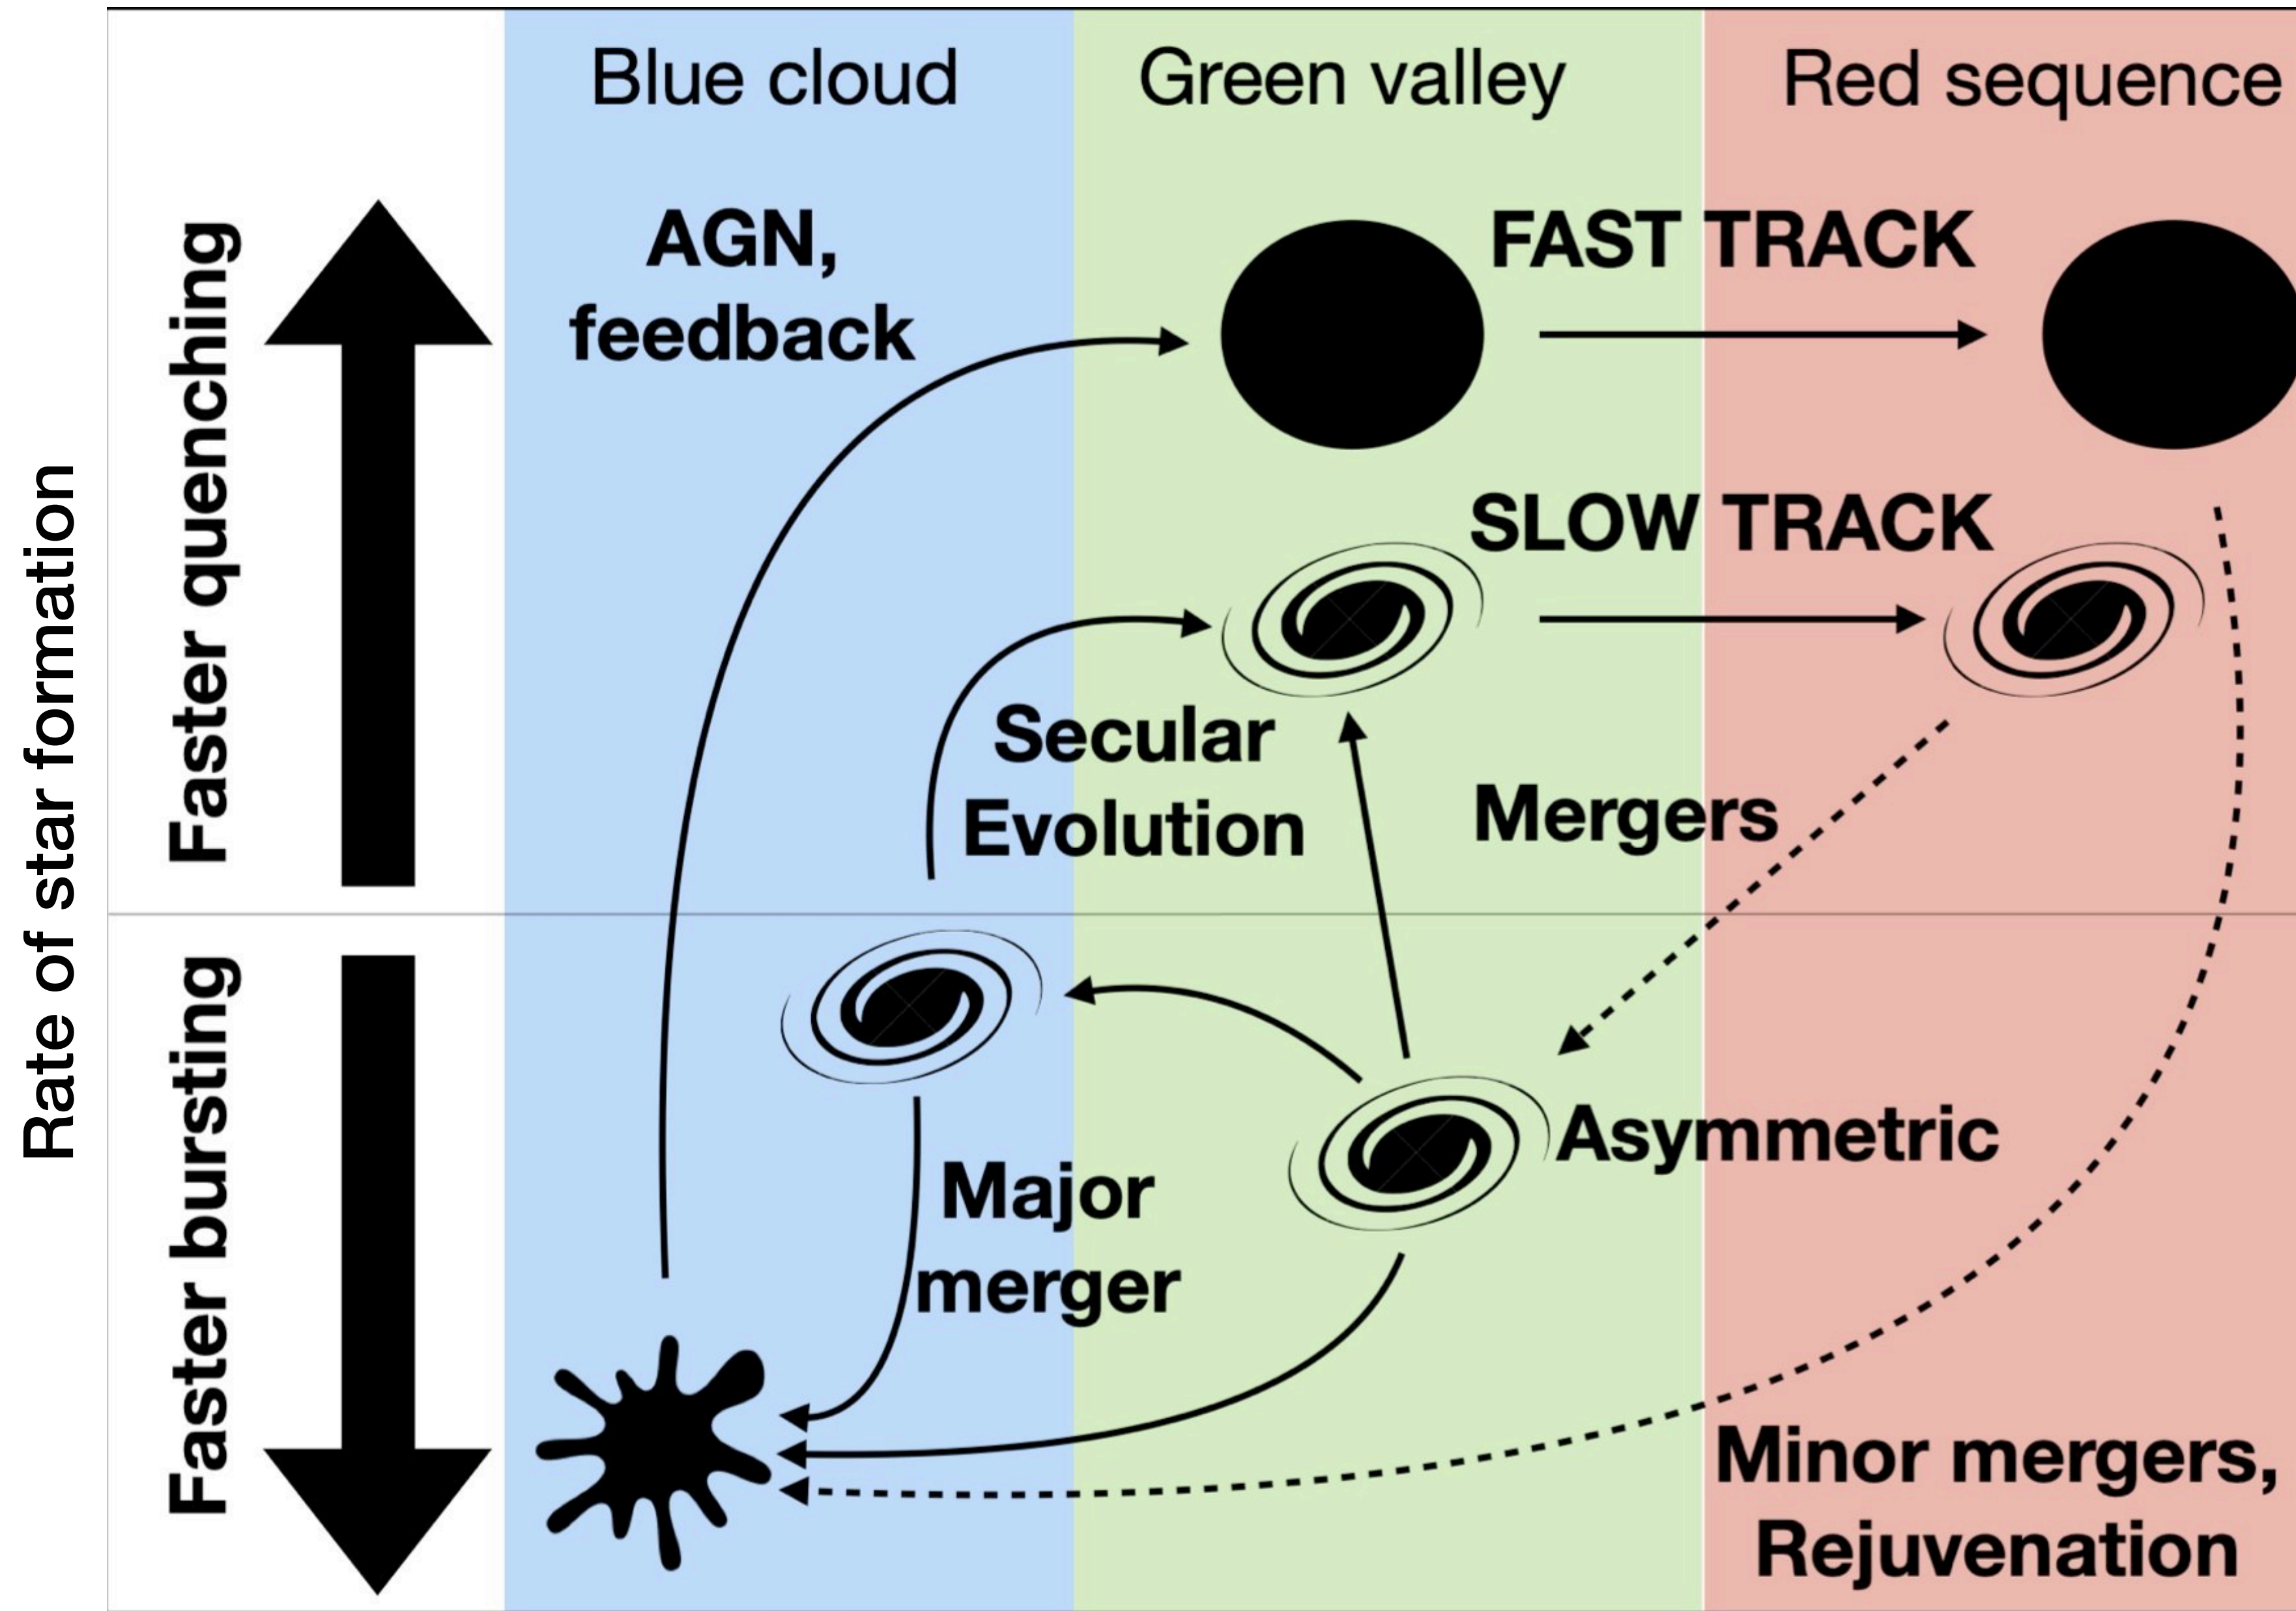 Blue cloud
Green valley
Red sequence
Rate of star formation
Faster quenching
Faster bursting
AGN,
feedback
FAST TRACK
SLOW TRACK
Secular
Evolution
Mergers
Asymmetric
Major
merger
Minor mergers,
Rejuvenation